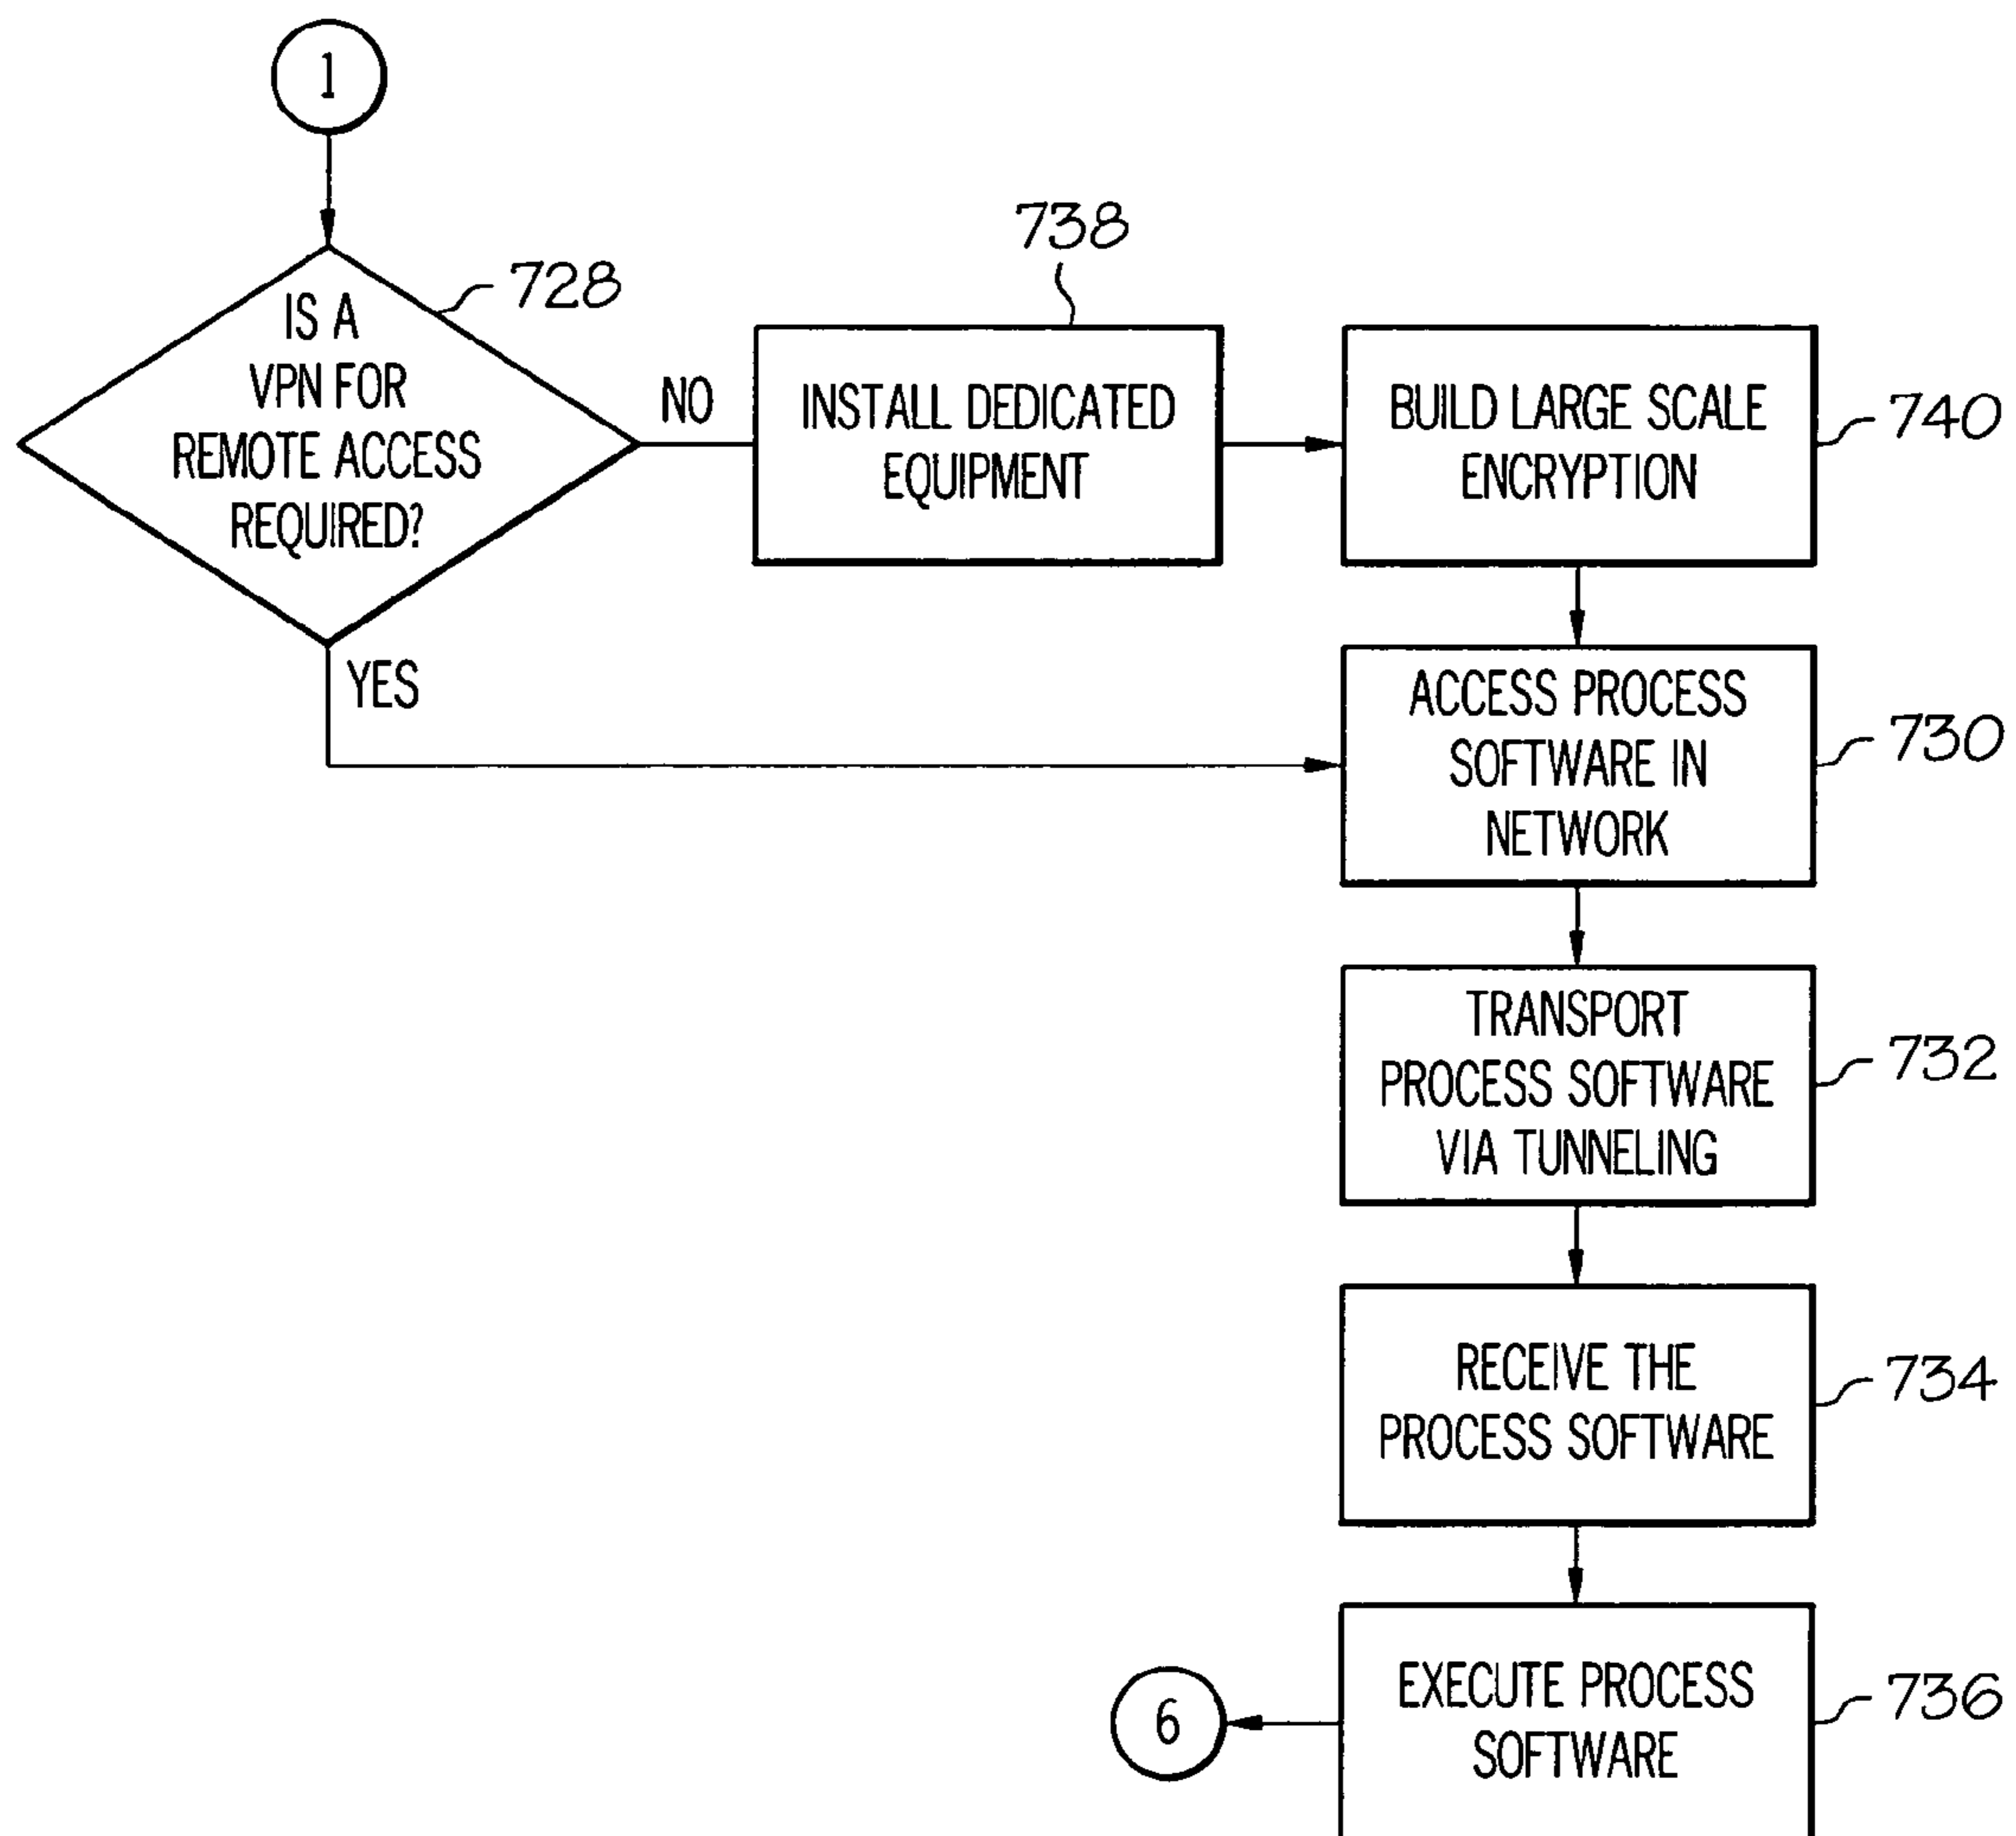 1
728
IS A
VPN FOR
REMOTE ACCESS
REQUIRED?
NO
YES
738
INSTALL DEDICATED
EQUIPMENT
BUILD LARGE SCALE
ENCRYPTION
740
ACCESS PROCESS
SOFTWARE IN
NETWORK
730
TRANSPORT
PROCESS SOFTWARE
VIA TUNNELING
732
RECEIVE THE
PROCESS SOFTWARE
734
EXECUTE PROCESS
SOFTWARE
736
6